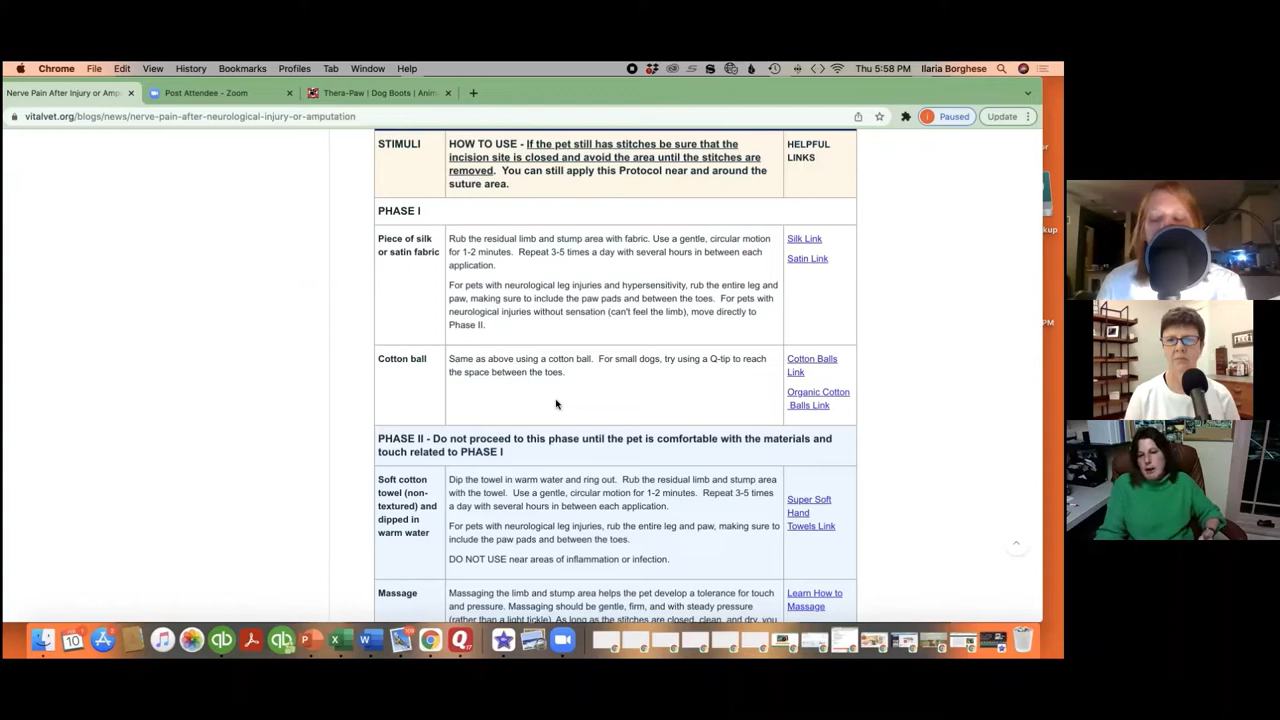 Chrome File Edit View History Bookmarks Profiles Tab Window Help
Thu 5:58 PM Ilaria Borghese
Nerve Pain After Injury or Amp
Post Attendee - Zoom
Thera-Paw | Dog Boots | Anim
vitalvet.org/blogs/news/nerve-pain-after-neurological-injury-or-amputation
Paused
Update
STIMULI
HOW TO USE - If the pet still has stitches be sure that the
incision site is closed and avoid the area until the stitches are
removed. You can still apply this Protocol near and around the
suture area.
HELPFUL
LINKS
PHASE I
Piece of silk
or satin fabric
Rub the residual limb and stump area with fabric. Use a gentle, circular motion
for 1-2 minutes. Repeat 3-5 times a day with several hours in between each
application.
For pets with neurological leg injuries and hypersensitivity, rub the entire leg and
paw, making sure to include the paw pads and between the toes. For pets with
neurological injuries without sensation (can't feel the limb), move directly to
Phase II.
Silk Link
Satin Link
Cotton ball
Same as above using a cotton ball. For small dogs, try using a Q-tip to reach
the space between the toes.
Cotton Balls
Link
Organic Cotton
Balls Link
PHASE II - Do not proceed to this phase until the pet is comfortable with the materials and
touch related to PHASE I
Soft cotton
towel (non-
textured) and
dipped in
warm water
Dip the towel in warm water and ring out. Rub the residual limb and stump area
with the towel. Use a gentle, circular motion for 1-2 minutes. Repeat 3-5 times
a day with several hours in between each application.
For pets with neurological leg injuries, rub the entire leg and paw, making sure to
include the paw pads and between the toes.
DO NOT USE near areas of inflammation or infection.
Super Soft
Hand
Towels Link
Massage
Massaging the limb and stump area helps the pet develop a tolerance for touch
and pressure. Massaging should be gentle, firm, and with steady pressure
(rather than a light tickle). As long as the stitches are closed, clean, and dry, you
Learn How to
Massage